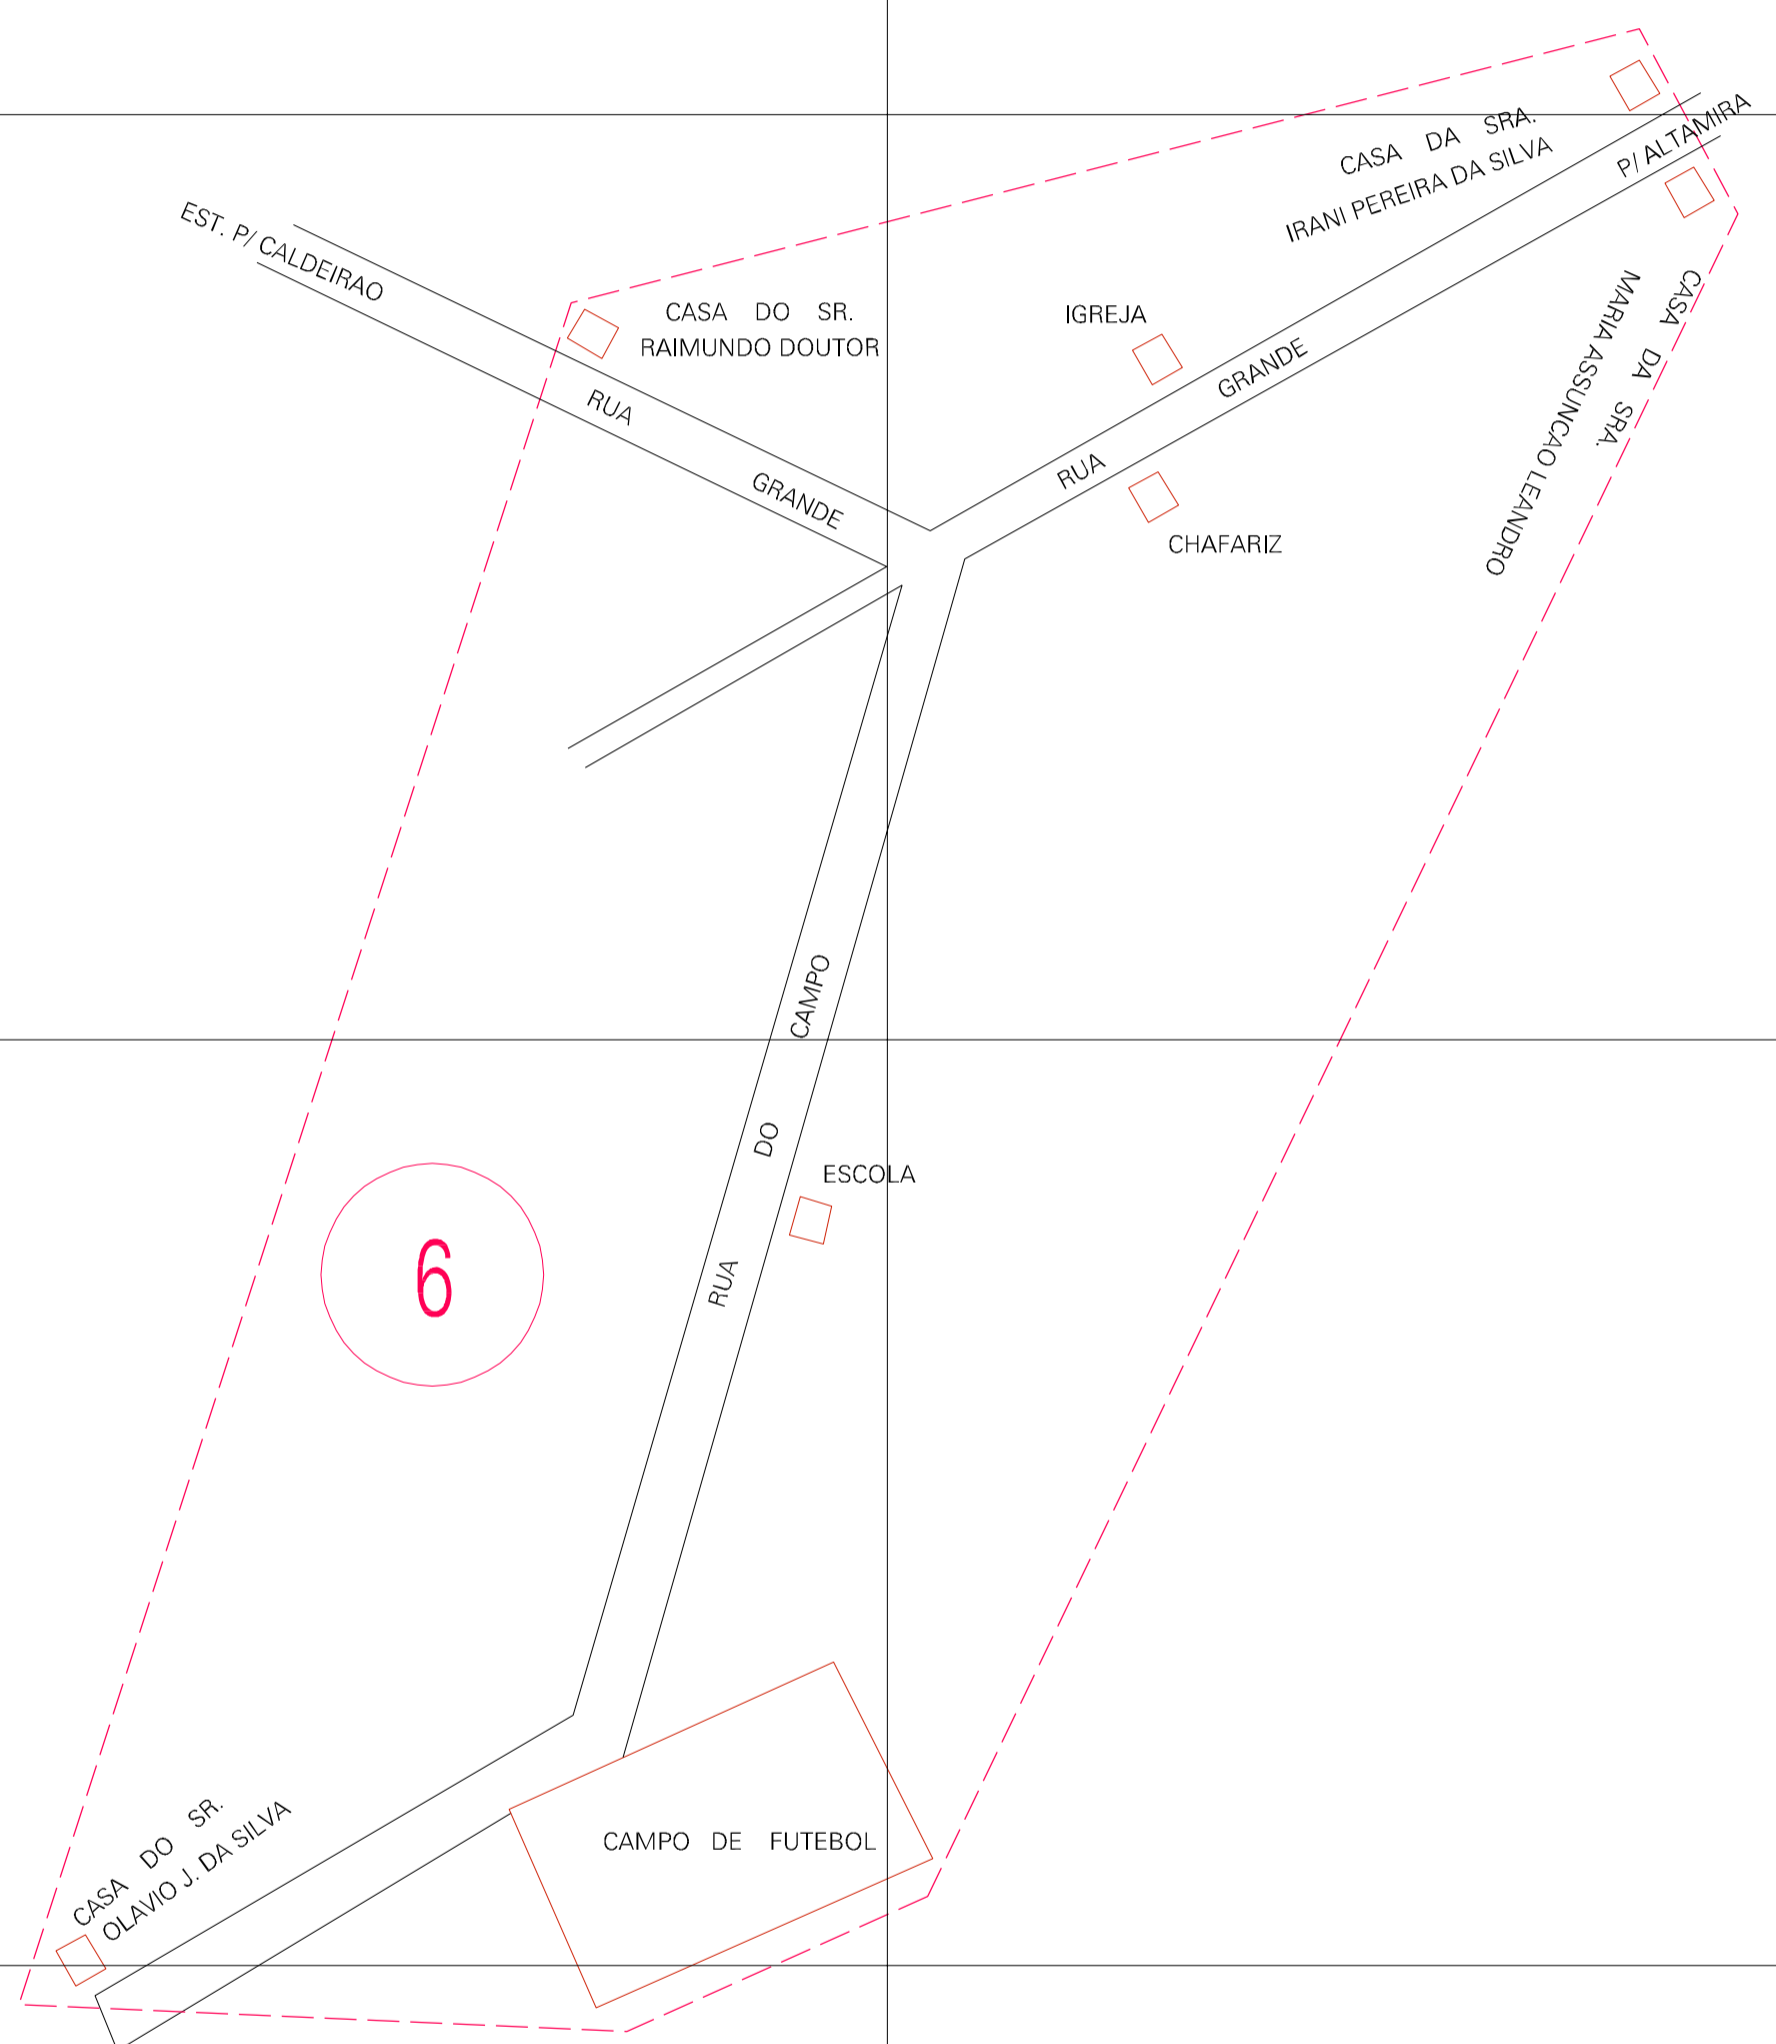 CASA DA SRA.
IRANI PEREIRA DA SILVA
P/ ALTAMIRA
EST. P/ CALDEIRAO
CASA DO SR.
RAIMUNDO DOUTOR
IGREJA
CASA DA SRA.
MARIA ASSUNCAO LEANDRO
RUA GRANDE
RUA GRANDE
CHAFARIZ
RUA DO CAMPO
ESCOLA
6
CASA DO SR.
OLAVIO J. DA SILVA
CAMPO DE FUTEBOL